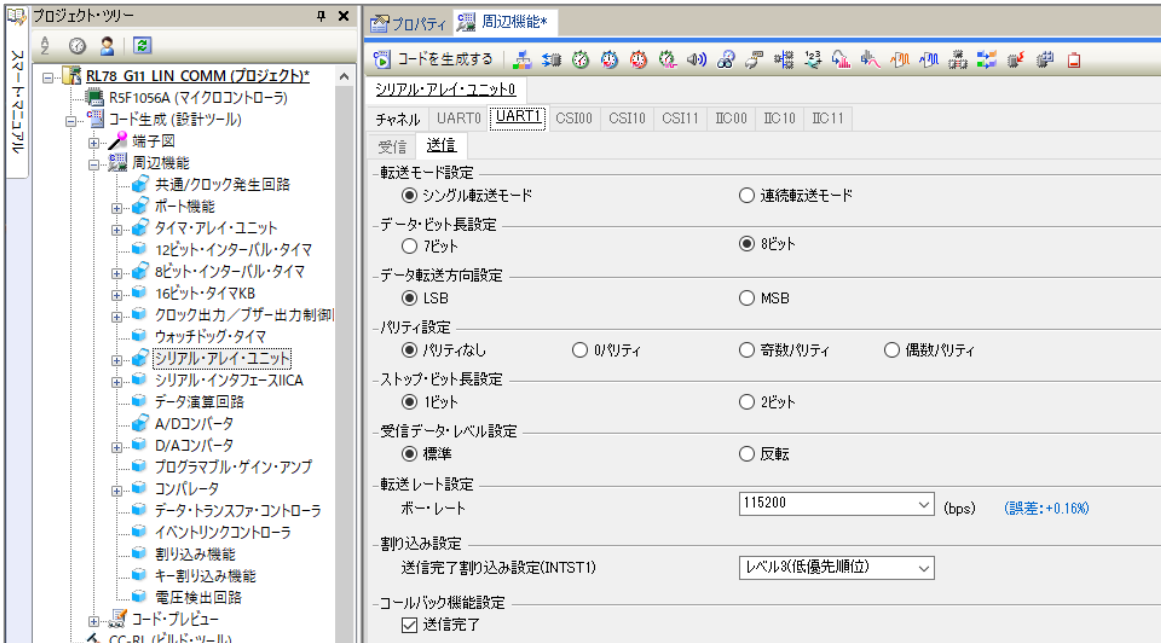 プロジェクト・ツリー
スマート・マニュアル
RL78_G11_LIN_COMM (プロジェクト)*
R5F1056A (マイクロコントローラ)
コード生成 (設計ツール)
端子図
周辺機能
共通/クロック発生回路
ポート機能
タイマ・アレイ・ユニット
12ビット・インターバル・タイマ
8ビット・インターバル・タイマ
16ビット・タイマKB
クロック出力／ブザー出力制御
ウォッチドッグ・タイマ
シリアル・アレイ・ユニット
シリアル・インタフェースIICA
データ演算回路
A/Dコンバータ
D/Aコンバータ
プログラマブル・ゲイン・アンプ
コンパレータ
データ・トランスファ・コントローラ
イベントリンクコントローラ
割り込み機能
キー割り込み機能
電圧検出回路
コード・プレビュー
CC-RL (ビルド・ツール)
プロパティ 周辺機能*
コードを生成する
シリアル・アレイ・ユニット0
チャネル UART0 UART1 CSI00 CSI10 CSI11 IIC00 IIC10 IIC11
受信 送信
転送モード設定
シングル転送モード 連続転送モード
データ・ビット長設定
7ビット 8ビット
データ転送方向設定
LSB MSB
パリティ設定
パリティなし 0パリティ 奇数パリティ 偶数パリティ
ストップ・ビット長設定
1ビット 2ビット
受信データ・レベル設定
標準 反転
転送レート設定
ボー・レート 115200 (bps) (誤差:+0.16%)
割り込み設定
送信完了割り込み設定(INTST1) レベル3(低優先順位)
コールバック機能設定
送信完了